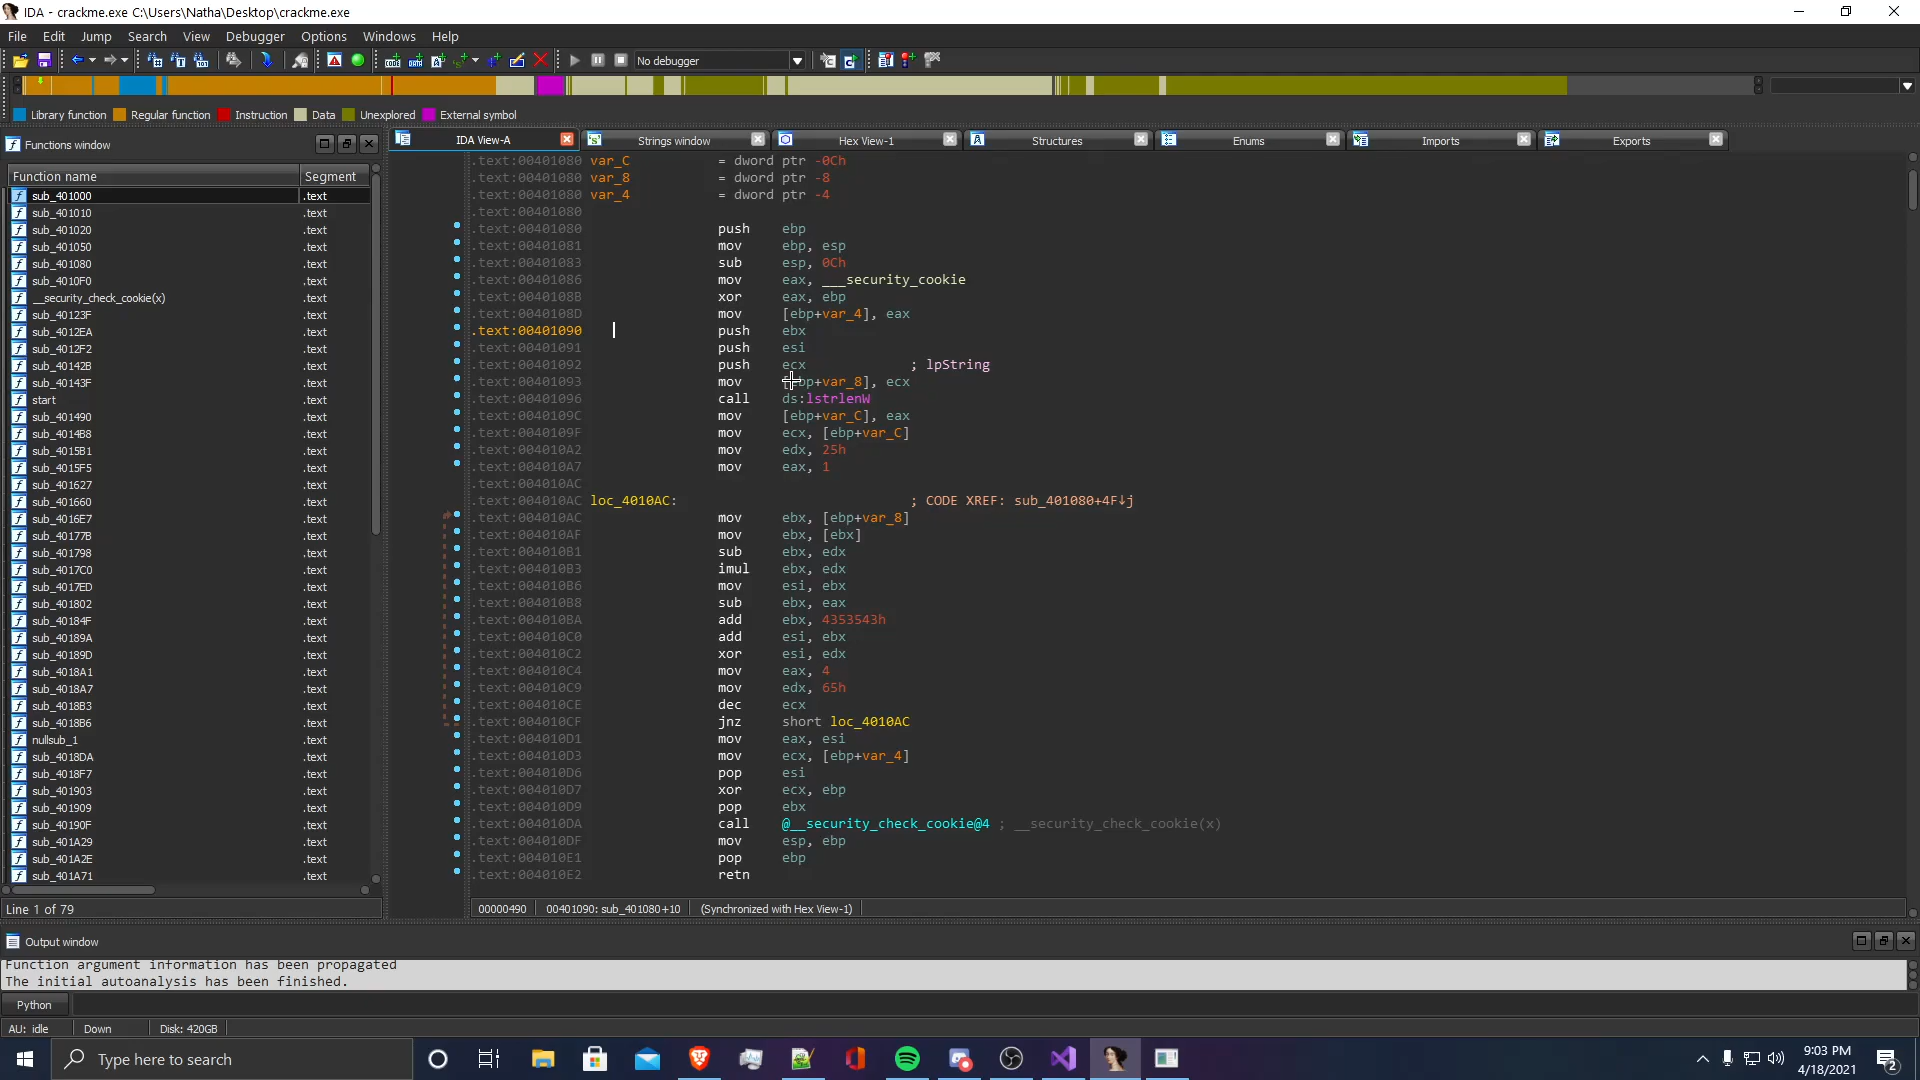 IDA - crackme.exe C:\Users\Natha\Desktop\crackme.exe
File Edit Jump Search View Debugger Options Windows Help
No debugger
Library function Regular function Instruction Data Unexplored External symbol
Functions window
Function name Segment
sub_401000 .text
sub_401010 .text
sub_401020 .text
sub_401050 .text
sub_401080 .text
sub_4010F0 .text
__security_check_cookie(x) .text
sub_40123F .text
sub_4012EA .text
sub_4012F2 .text
sub_40142B .text
sub_40143F .text
start .text
sub_401490 .text
sub_4014B8 .text
sub_4015B1 .text
sub_4015F5 .text
sub_401627 .text
sub_401660 .text
sub_4016E7 .text
sub_40177B .text
sub_401798 .text
sub_4017C0 .text
sub_4017ED .text
sub_401802 .text
sub_40184F .text
sub_40189A .text
sub_40189D .text
sub_4018A1 .text
sub_4018A7 .text
sub_4018B3 .text
sub_4018B6 .text
nullsub_1 .text
sub_4018DA .text
sub_4018F7 .text
sub_401903 .text
sub_401909 .text
sub_40190F .text
sub_401A29 .text
sub_401A2E .text
sub_401A71 .text
Line 1 of 79
IDA View-A Strings window Hex View-1 Structures Enums Imports Exports
.text:00401080 var_C = dword ptr -0Ch
.text:00401080 var_8 = dword ptr -8
.text:00401080 var_4 = dword ptr -4
.text:00401080
.text:00401080 push ebp
.text:00401081 mov ebp, esp
.text:00401083 sub esp, 0Ch
.text:00401086 mov eax, ___security_cookie
.text:0040108B xor eax, ebp
.text:0040108D mov [ebp+var_4], eax
.text:00401090 push ebx
.text:00401091 push esi
.text:00401092 push ecx ; lpString
.text:00401093 mov [ebp+var_8], ecx
.text:00401096 call ds:lstrlenW
.text:0040109C mov [ebp+var_C], eax
.text:0040109F mov ecx, [ebp+var_C]
.text:004010A2 mov edx, 25h
.text:004010A7 mov eax, 1
.text:004010AC
.text:004010AC loc_4010AC: ; CODE XREF: sub_401080+4F↓j
.text:004010AC mov ebx, [ebp+var_8]
.text:004010AF mov ebx, [ebx]
.text:004010B1 sub ebx, edx
.text:004010B3 imul ebx, edx
.text:004010B6 mov esi, ebx
.text:004010B8 sub ebx, eax
.text:004010BA add ebx, 4353543h
.text:004010C0 add esi, ebx
.text:004010C2 xor esi, edx
.text:004010C4 mov eax, 4
.text:004010C9 mov edx, 65h
.text:004010CE dec ecx
.text:004010CF jnz short loc_4010AC
.text:004010D1 mov eax, esi
.text:004010D3 mov ecx, [ebp+var_4]
.text:004010D6 pop esi
.text:004010D7 xor ecx, ebp
.text:004010D9 pop ebx
.text:004010DA call @__security_check_cookie@4 ; __security_check_cookie(x)
.text:004010DF mov esp, ebp
.text:004010E1 pop ebp
.text:004010E2 retn
00000490 00401090: sub_401080+10 (Synchronized with Hex View-1)
Output window
Function argument information has been propagated
The initial autoanalysis has been finished.
Python
AU: idle Down Disk: 420GB
Type here to search
9:03 PM
4/18/2021
2